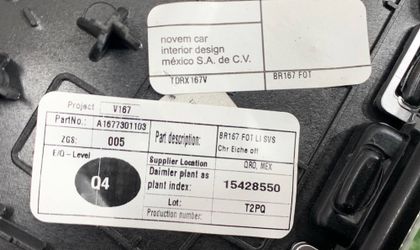 novem car
interior design
méxico S.A. de C.V.
TDRX167V
BR167 FOT
Project V167
PartNo.: A1677301103
ZGS: 005
Part description: BR167 FOT LI SVS
Chr Eiche off
E/Q-Level
04
Supplier Location QRO, MEX
Daimler plant as
plant index: 15428550
Lot: T2PQ
Production number: